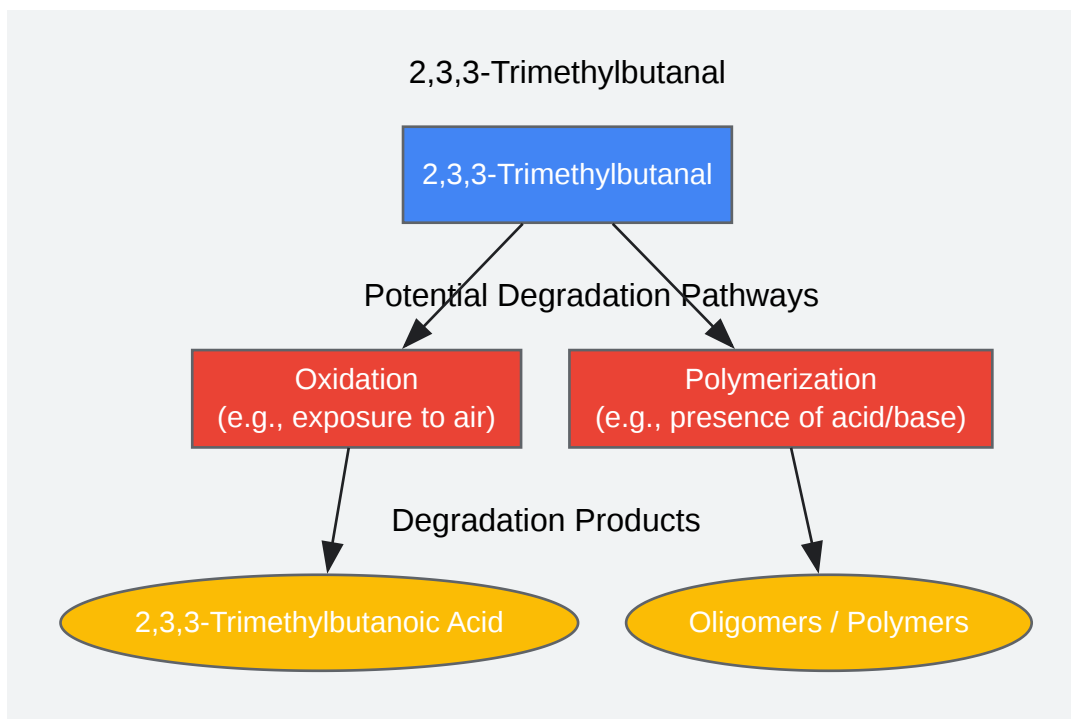 2,3,3-Trimethylbutanal
2,3,3-Trimethylbutanal
Potential Degradation Pathways
Oxidation
(e.g., exposure to air)
Polymerization
(e.g., presence of acid/base)
Degradation Products
2,3,3-Trimethylbutanoic Acid
Oligomers / Polymers